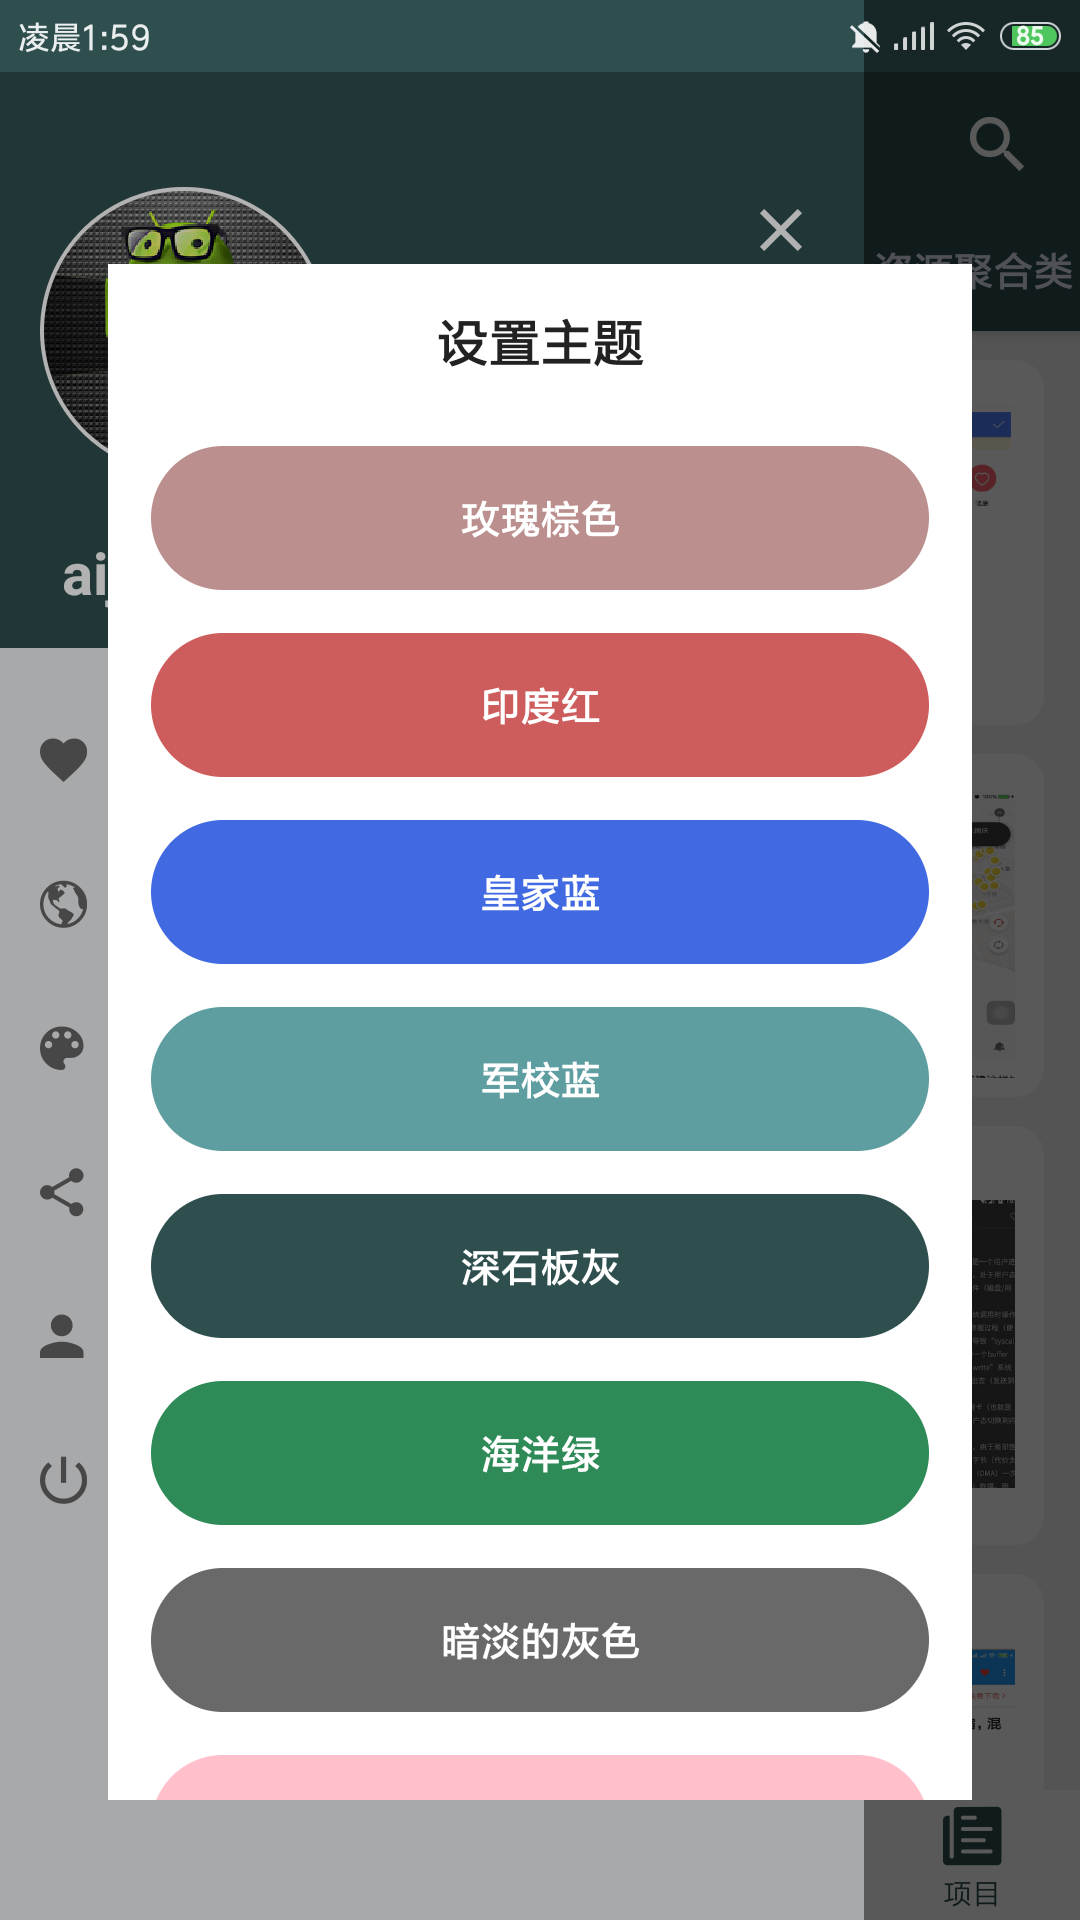 凌晨1:59
85
资源聚合类
设置主题
玫瑰棕色
印度红
皇家蓝
军校蓝
深石板灰
海洋绿
暗淡的灰色
项目